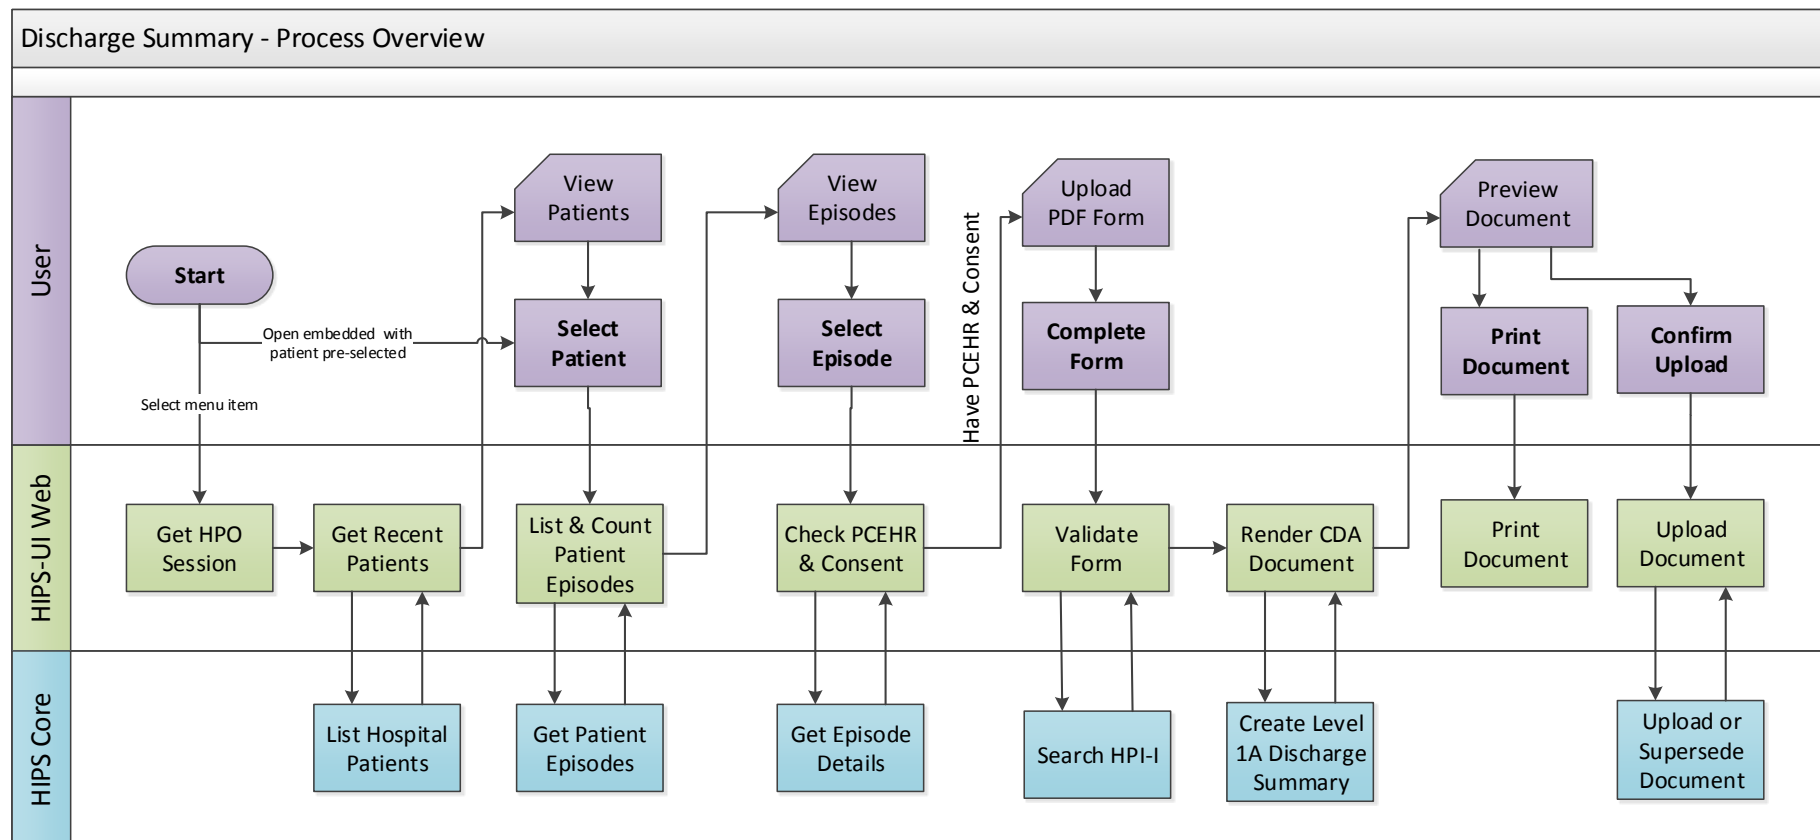 Discharge Summary - Process Overview
User
View
Patients
View
Episodes
Upload
PDF Form
Preview
Document
Start
Have PCEHR & Consent
Open embedded with
patient pre-selected
Select
Patient
Select
Episode
Complete
Form
Print
Document
Confirm
Upload
Select menu item
HIPS-UI Web
Get HPO
Session
Get Recent
Patients
List & Count
Patient
Episodes
Check PCEHR
& Consent
Validate
Form
Render CDA
Document
Print
Document
Upload
Document
HIPS Core
List Hospital
Patients
Get Patient
Episodes
Get Episode
Details
Search HPI-I
Create Level
1A Discharge
Summary
Upload or
Supersede
Document